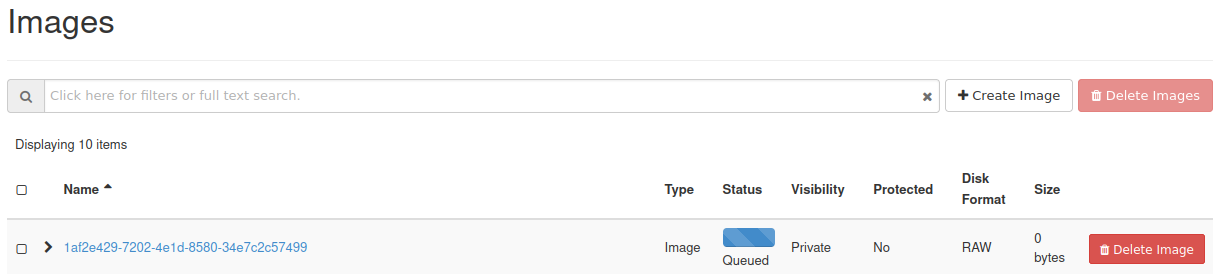 Images
Click here for filters or full text search.
Create Image
Delete Images
Displaying 10 items
Name Type Status Visibility Protected Disk Format Size
1af2e429-7202-4e1d-8580-34e7c2c57499 Image Queued Private No RAW 0 bytes Delete Image